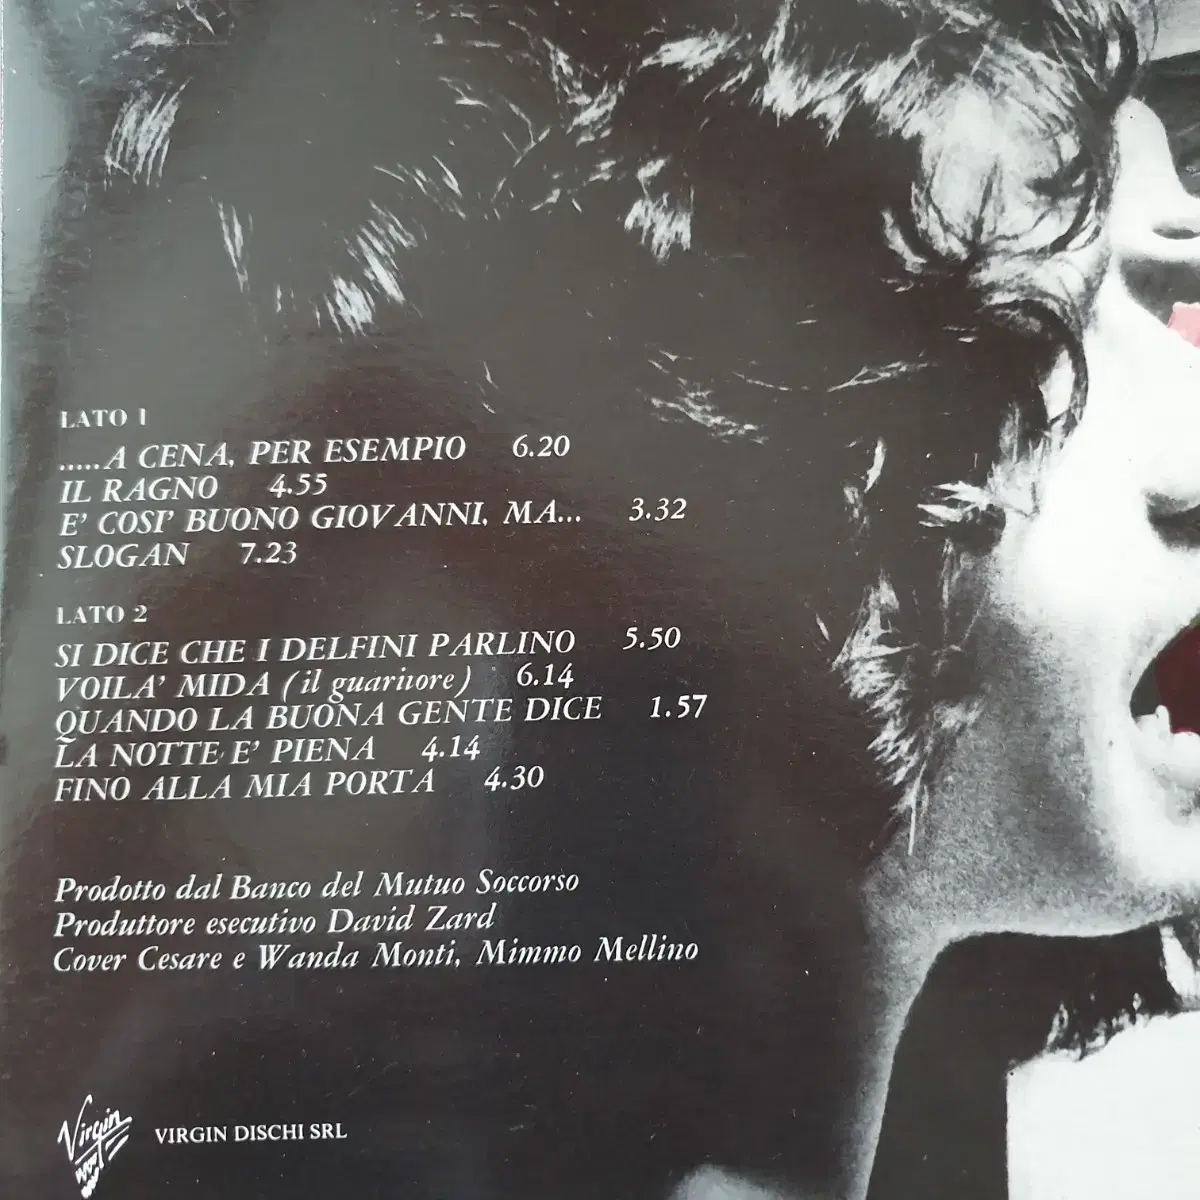 LATO 1
.....A CENA, PER ESEMPIO 6.20
IL RAGNO 4.55
E' COSI' BUONO GIOVANNI, MA... 3.32
SLOGAN 7.23
LATO 2
SI DICE CHE I DELFINI PARLINO 5.50
VOILA' MIDA (il guaritore) 6.14
QUANDO LA BUONA GENTE DICE 1.57
LA NOTTE E' PIENA 4.14
FINO ALLA MIA PORTA 4.30
Prodotto dal Banco del Mutuo Soccorso
Produttore esecutivo David Zard
Cover Cesare e Wanda Monti, Mimmo Mellino
Virgin VIRGIN DISCHI SRL